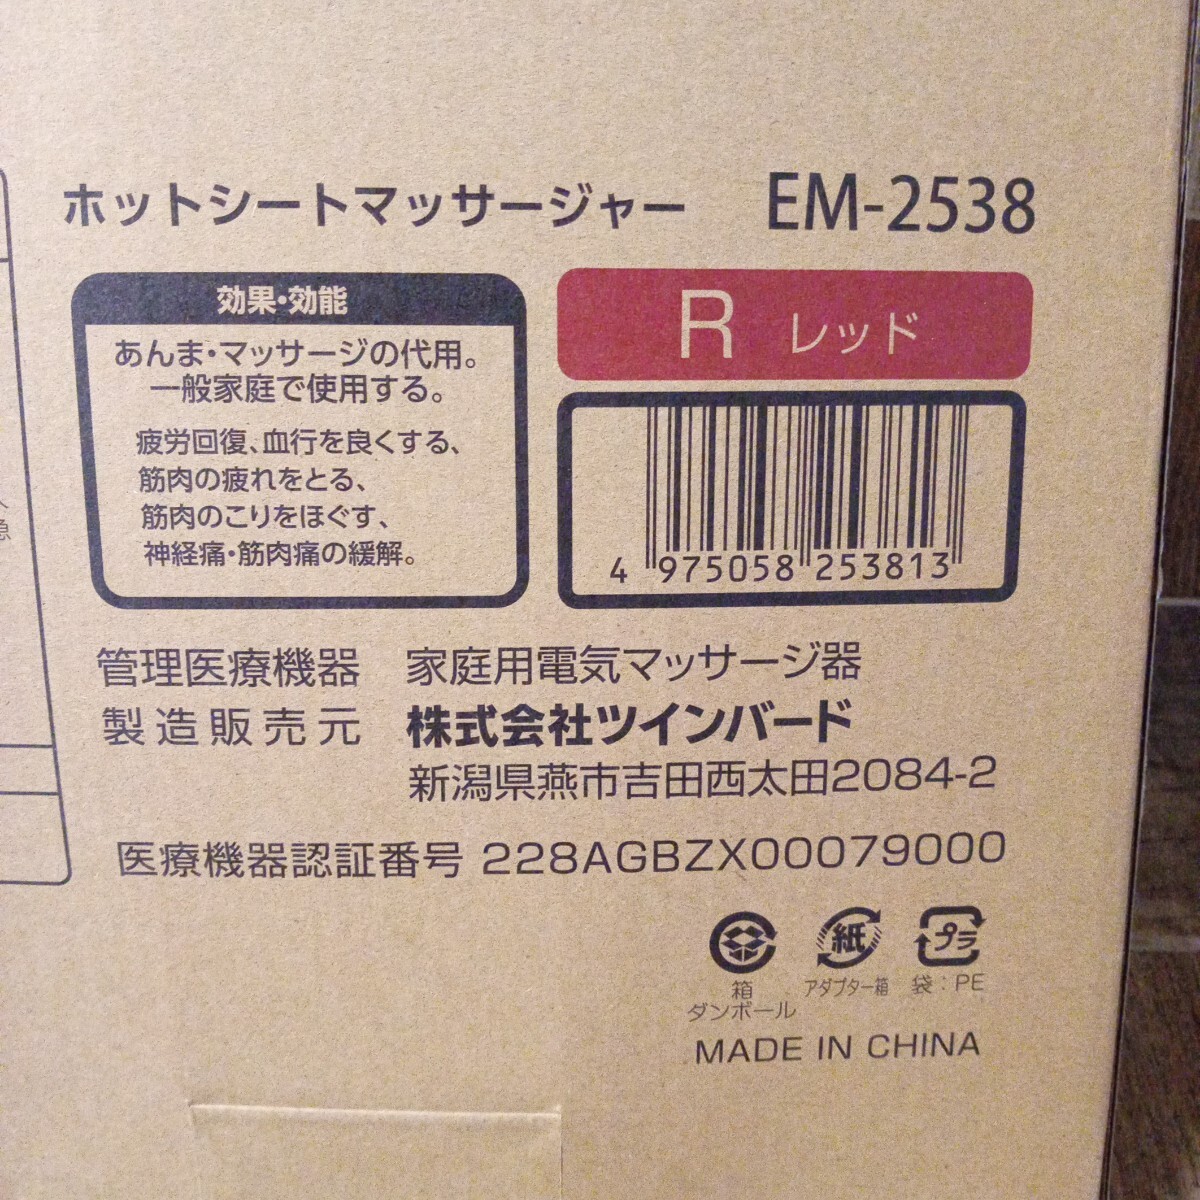 ホットシートマッサージャー EM-2538
効果・効能
あんま・マッサージの代用。
一般家庭で使用する。
疲労回復、血行を良くする、
筋肉の疲れをとる、
筋肉のこりをほぐす、
神経痛・筋肉痛の緩解。
R レッド
4 975058 253813
管理医療機器 家庭用電気マッサージ器
製造販売元 株式会社ツインバード
新潟県燕市吉田西太田2084-2
医療機器認証番号 228AGBZX00079000
紙 プラ
箱 アダプター箱 袋：PE
ダンボール
MADE IN CHINA